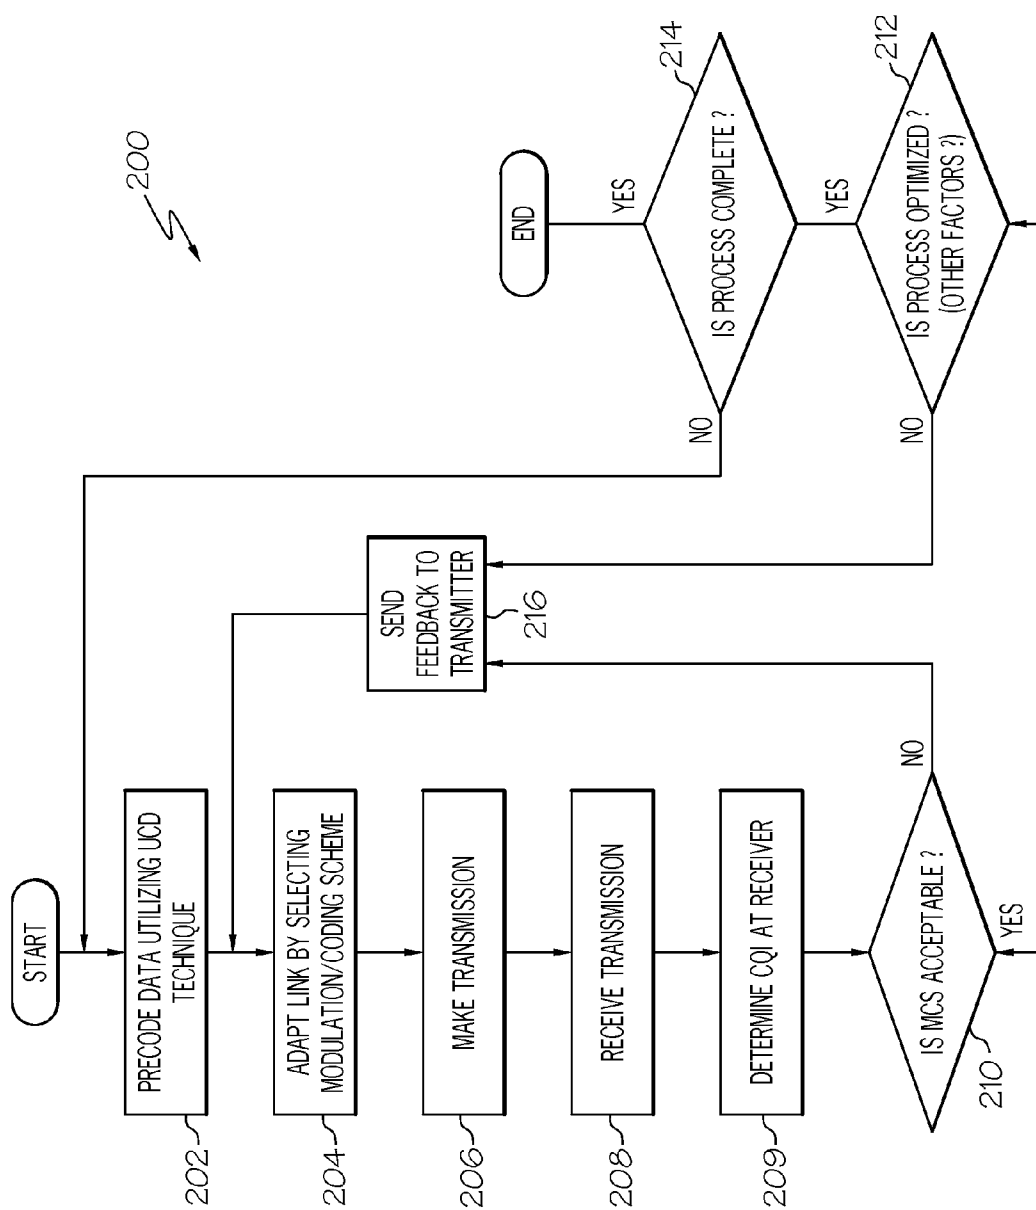 200
START
PRECODE DATA UTILIZING UCD
TECHNIQUE
202
ADAPT LINK BY SELECTING
MODULATION/CODING SCHEME
204
MAKE TRANSMISSION
206
RECEIVE TRANSMISSION
208
DETERMINE CQI AT RECEIVER
209
IS MCS ACCEPTABLE ?
210
NO
YES
SEND
FEEDBACK TO
TRANSMITTER
216
END
YES
IS PROCESS COMPLETE ?
214
NO
YES
IS PROCESS OPTIMIZED ?
(OTHER FACTORS ?)
212
NO